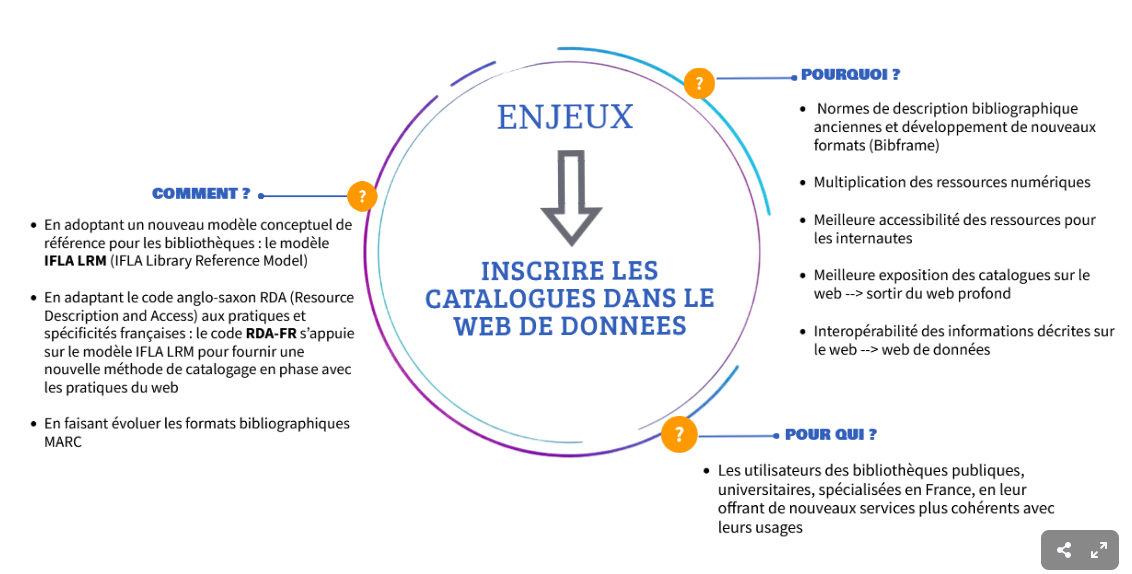 ENJEUX
INSCRIRE LES
CATALOGUES DANS LE
WEB DE DONNEES
?
POURQUOI ?
• Normes de description bibliographique
anciennes et développement de nouveaux
formats (Bibframe)
• Multiplication des ressources numériques
• Meilleure accessibilité des ressources pour
les internautes
• Meilleure exposition des catalogues sur le
web --> sortir du web profond
• Interopérabilité des informations décrites sur
le web --> web de données
COMMENT ?
?
• En adoptant un nouveau modèle conceptuel de
référence pour les bibliothèques : le modèle
IFLA LRM (IFLA Library Reference Model)
• En adaptant le code anglo-saxon RDA (Resource
Description and Access) aux pratiques et
spécificités françaises : le code RDA-FR s’appuie
sur le modèle IFLA LRM pour fournir une
nouvelle méthode de catalogage en phase avec
les pratiques du web
• En faisant évoluer les formats bibliographiques
MARC
?
POUR QUI ?
• Les utilisateurs des bibliothèques publiques,
universitaires, spécialisées en France, en leur
offrant de nouveaux services plus cohérents avec
leurs usages